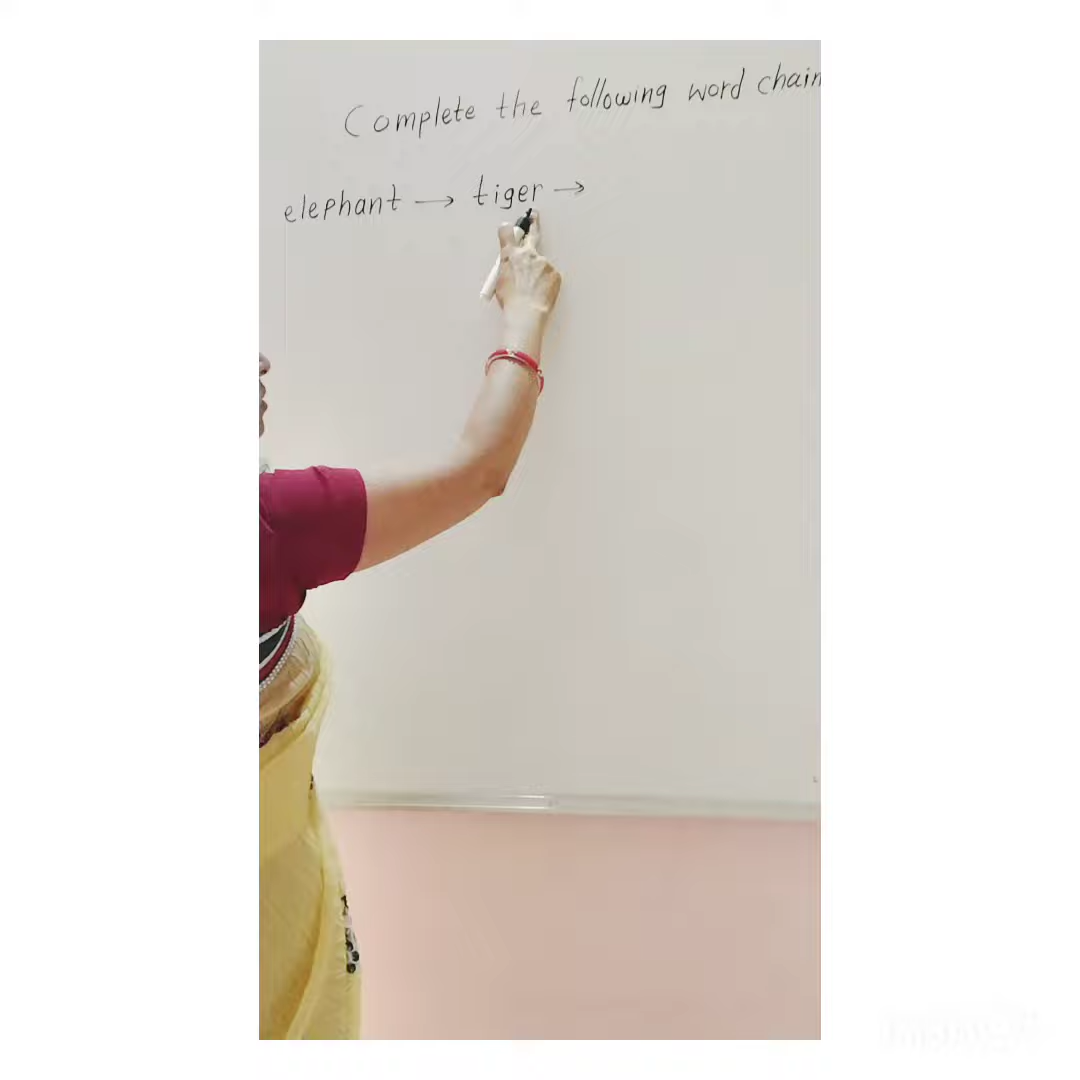 Complete the following word chain
elephant → tiger →